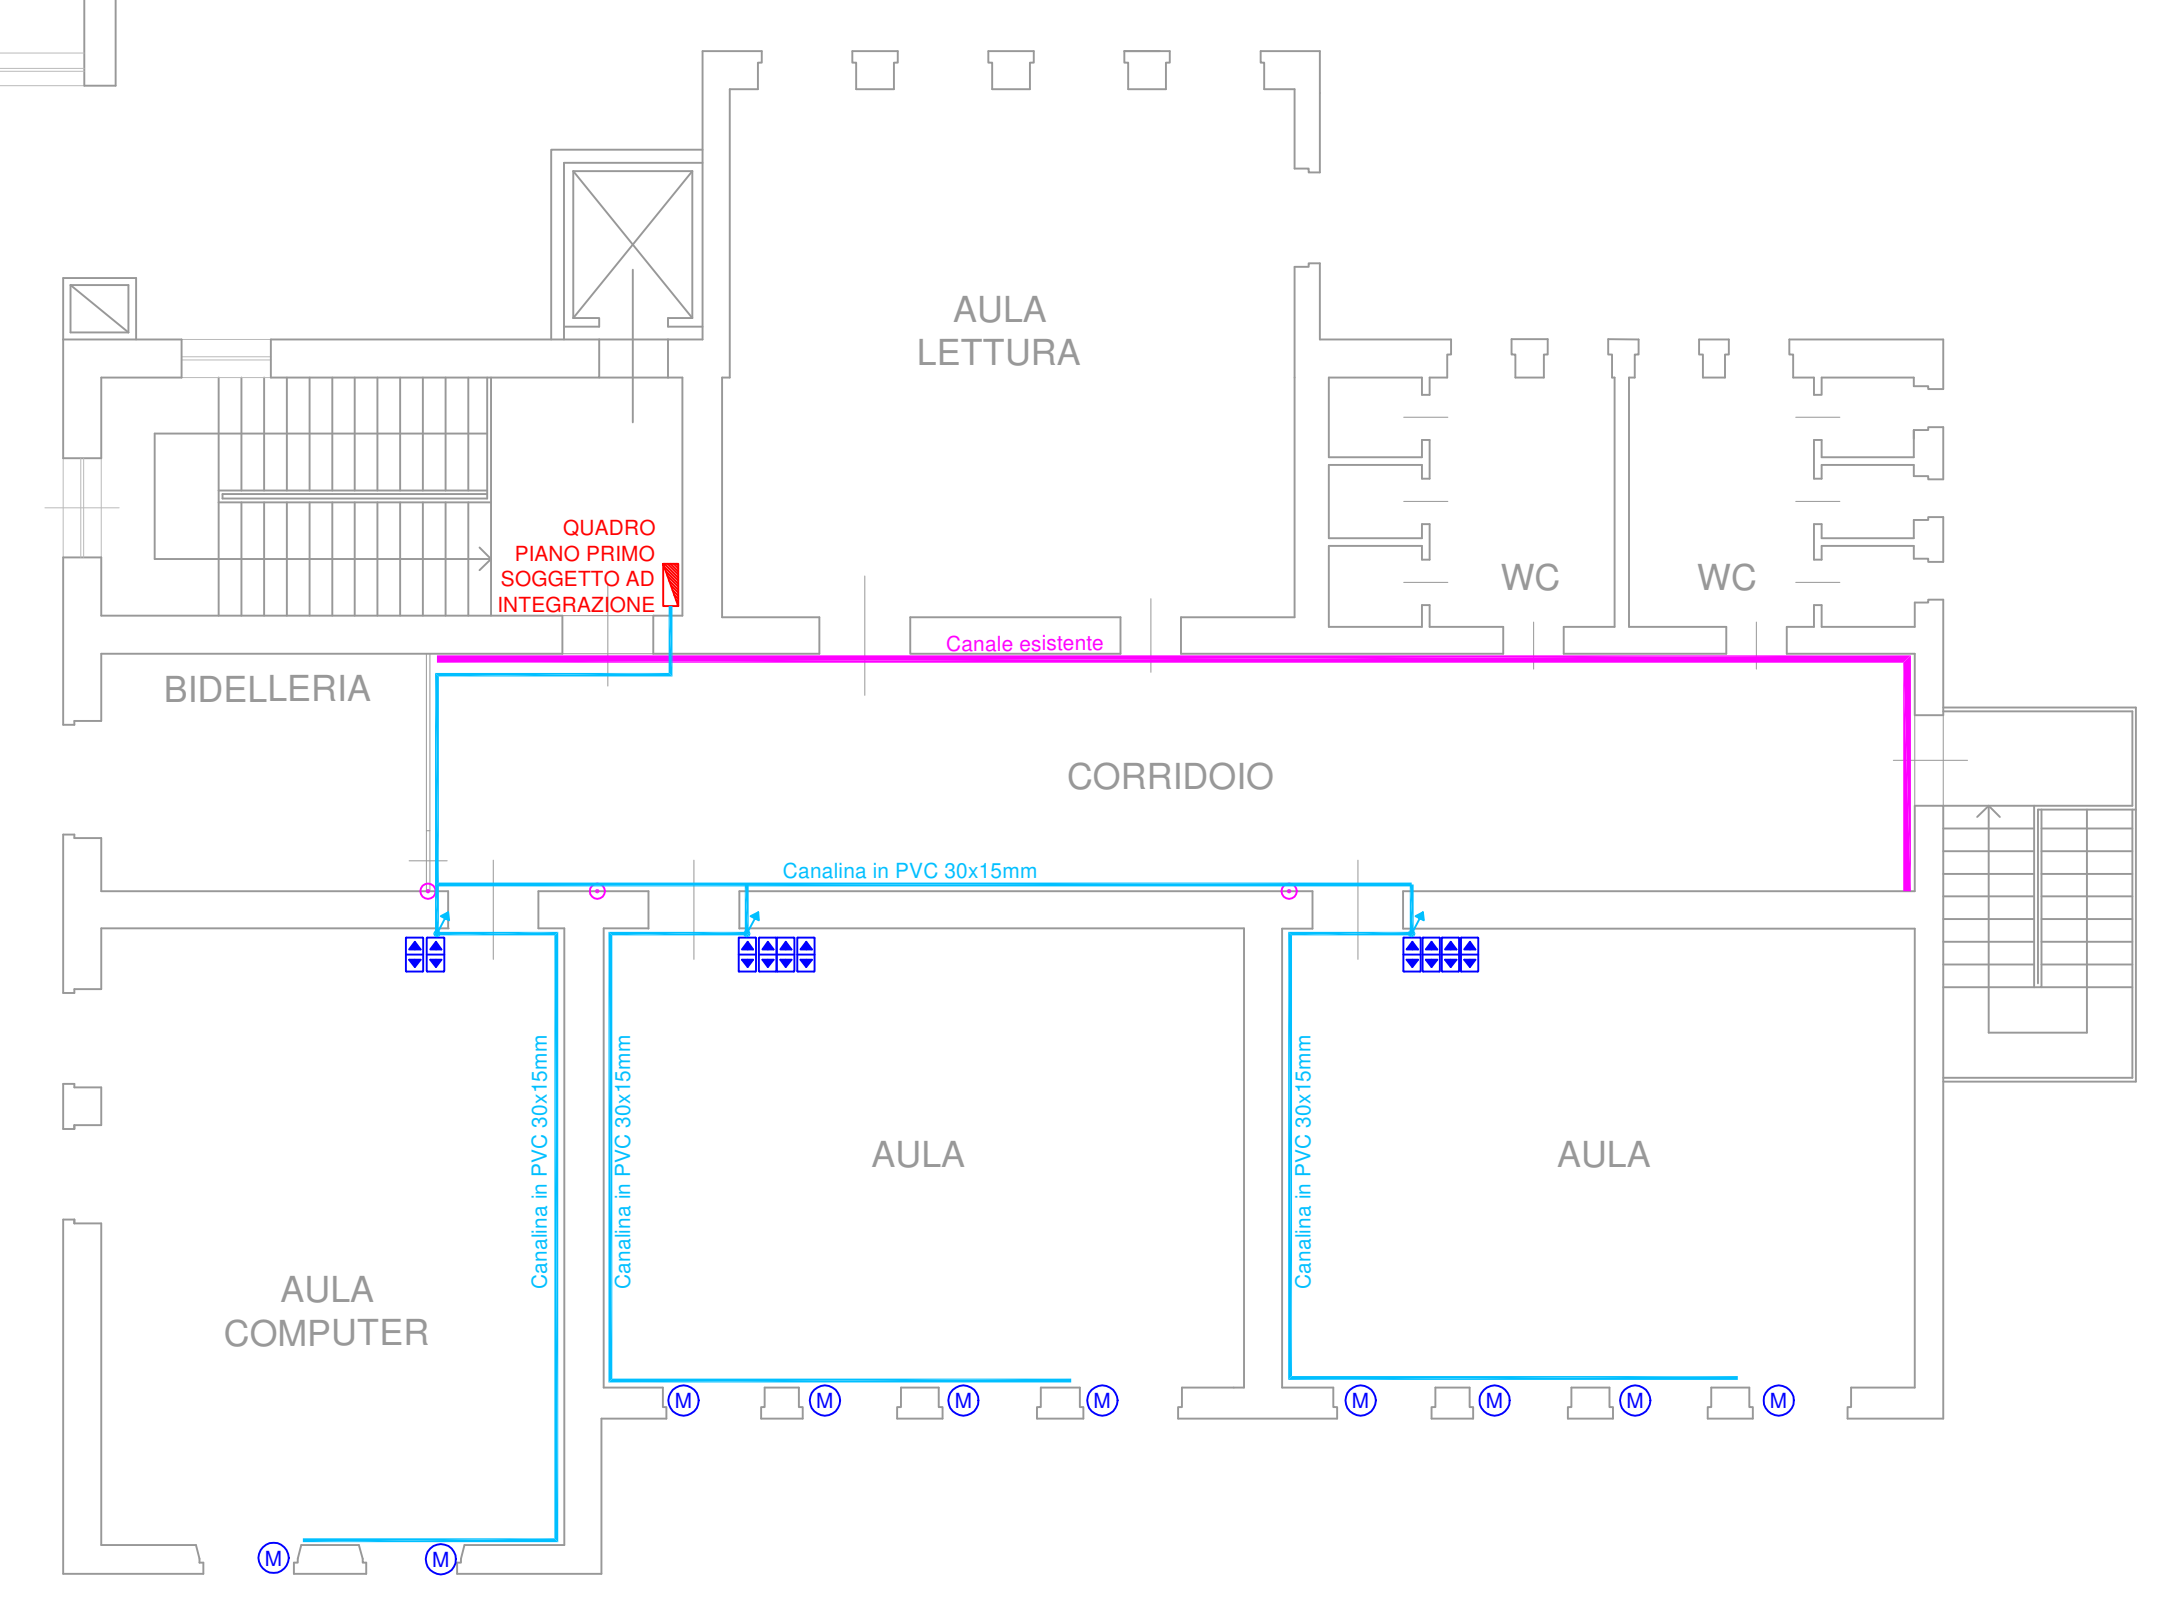 AULA
LETTURA
QUADRO
PIANO PRIMO
SOGGETTO AD
INTEGRAZIONE
WC
WC
Canale esistente
BIDELLERIA
CORRIDOIO
Canalina in PVC 30x15mm
Canalina in PVC 30x15mm
Canalina in PVC 30x15mm
Canalina in PVC 30x15mm
AULA
AULA
AULA
COMPUTER
M
M
M
M
M
M
M
M
M
M